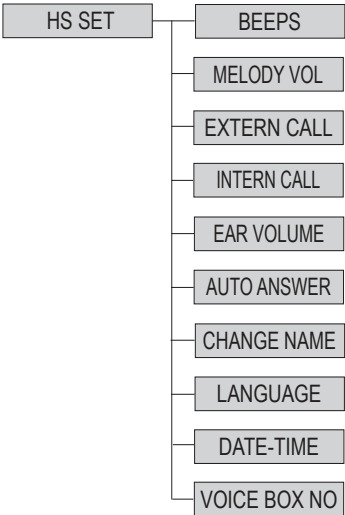 HS SET
BEEPS
MELODY VOL
EXTERN CALL
INTERN CALL
EAR VOLUME
AUTO ANSWER
CHANGE NAME
LANGUAGE
DATE-TIME
VOICE BOX NO